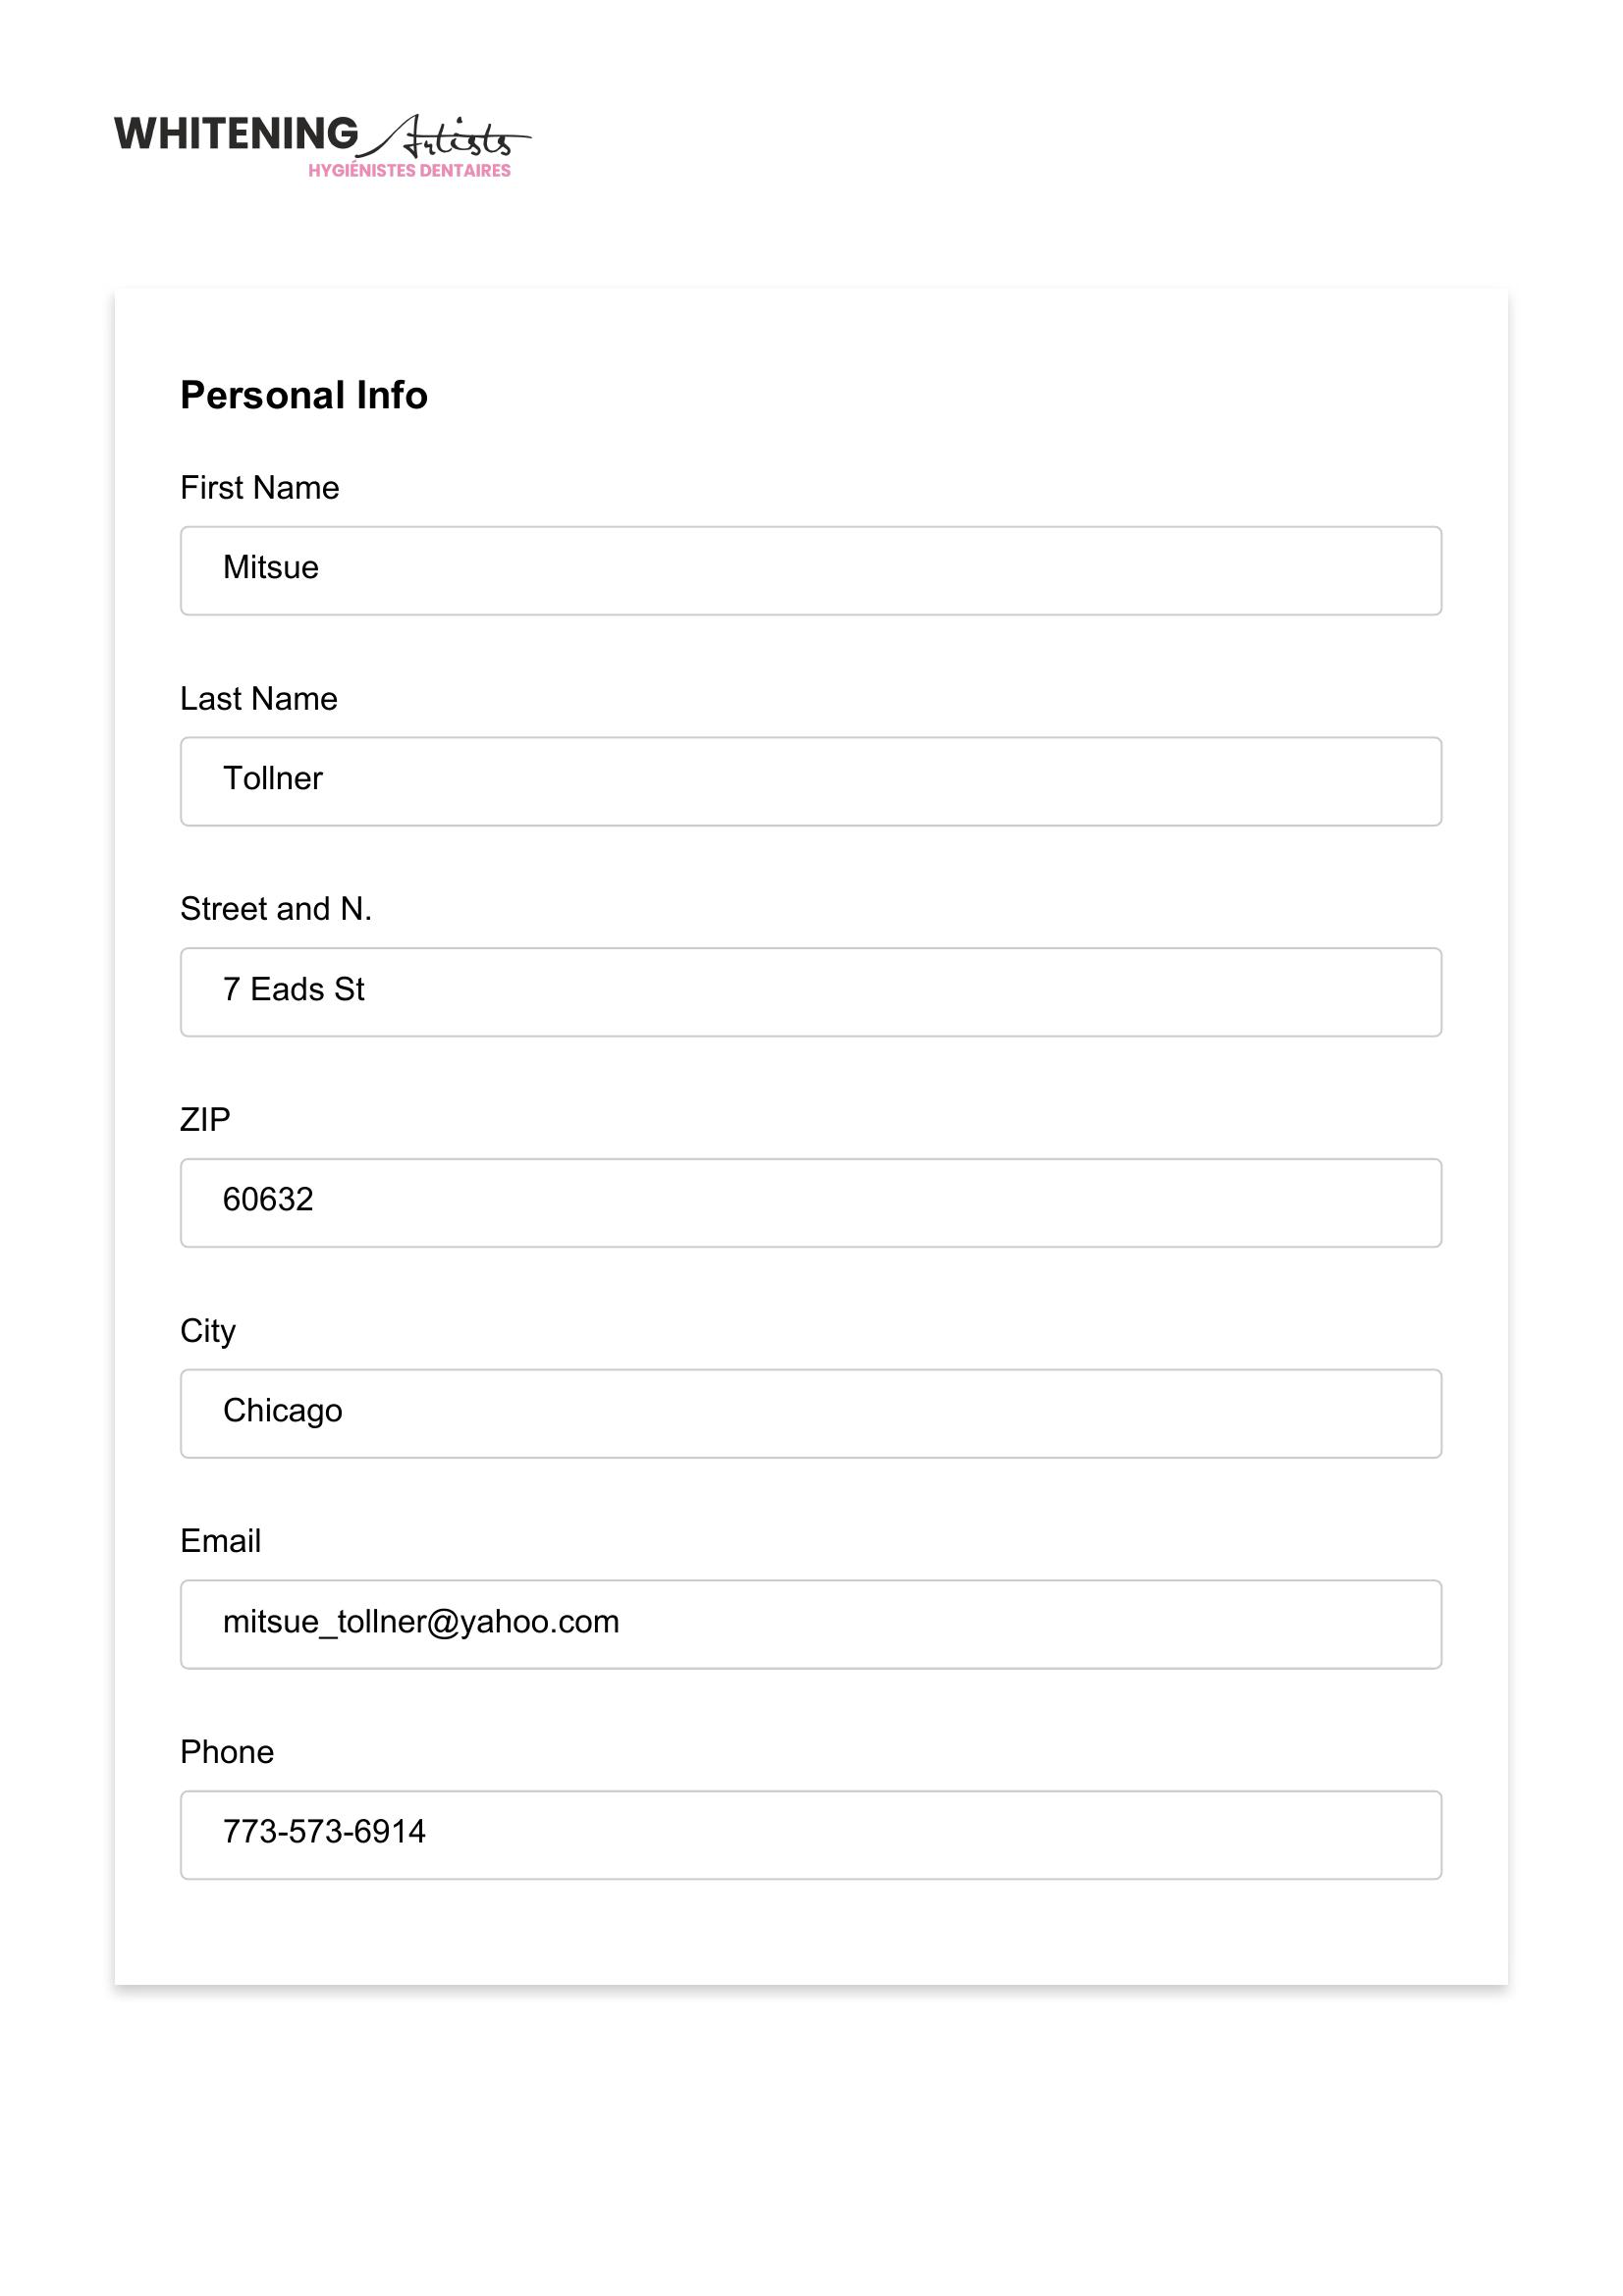 WHITENING Artists
HYGIÉNISTES DENTAIRES
Personal Info
First Name
Mitsue
Last Name
Tollner
Street and N.
7 Eads St
ZIP
60632
City
Chicago
Email
mitsue_tollner@yahoo.com
Phone
773-573-6914